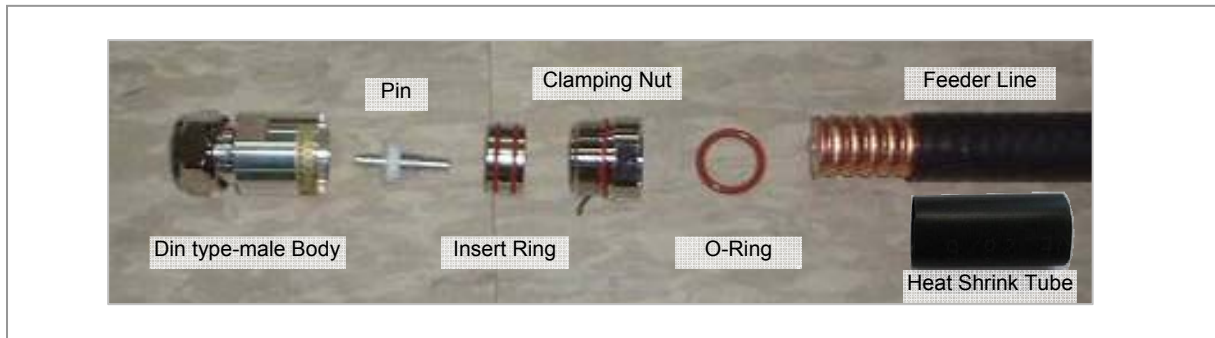 Pin
Clamping Nut
Feeder Line
Din type-male Body
Insert Ring
O-Ring
Heat Shrink Tube